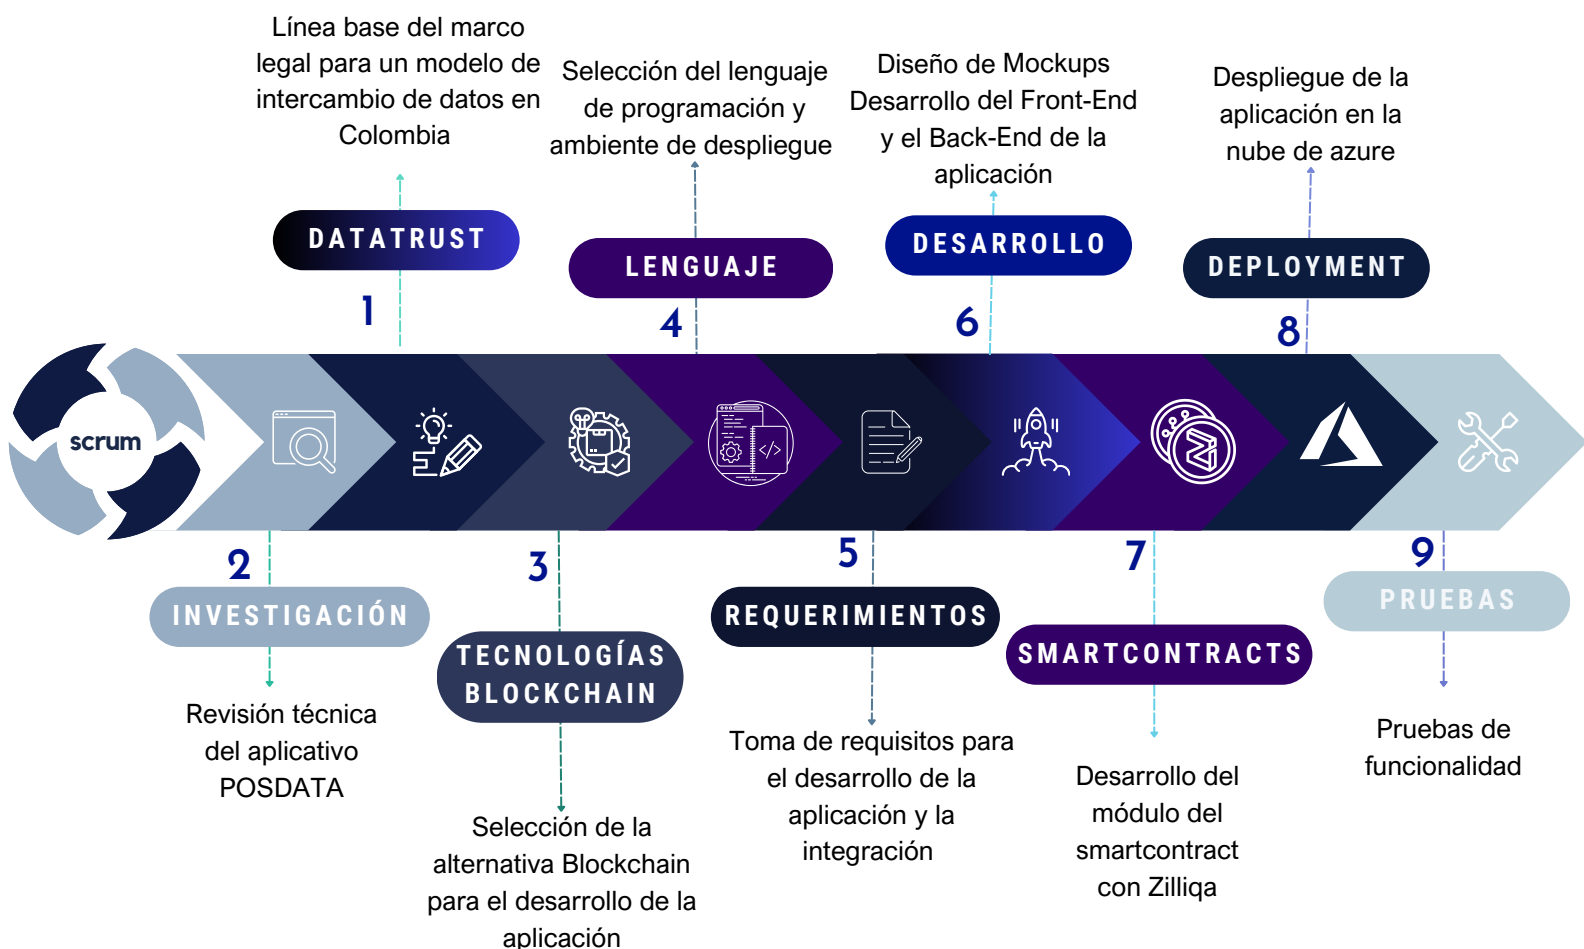 Línea base del marco
legal para un modelo de
intercambio de datos en
Colombia
DATATRUST
1
Selección del lenguaje
de programación y
ambiente de despliegue
LENGUAJE
4
Diseño de Mockups
Desarrollo del Front-End
y el Back-End de la
aplicación
DESARROLLO
6
Despliegue de la
aplicación en la
nube de azure
DEPLOYMENT
8
scrum
</>
2
INVESTIGACIÓN
Revisión técnica
del aplicativo
POSDATA
3
TECNOLOGÍAS
BLOCKCHAIN
Selección de la
alternativa Blockchain
para el desarrollo de la
aplicación
5
REQUERIMIENTOS
Toma de requisitos para
el desarrollo de la
aplicación y la
integración
7
SMARTCONTRACTS
Desarrollo del
módulo del
smartcontract
con Zilliqa
9
PRUEBAS
Pruebas de
funcionalidad